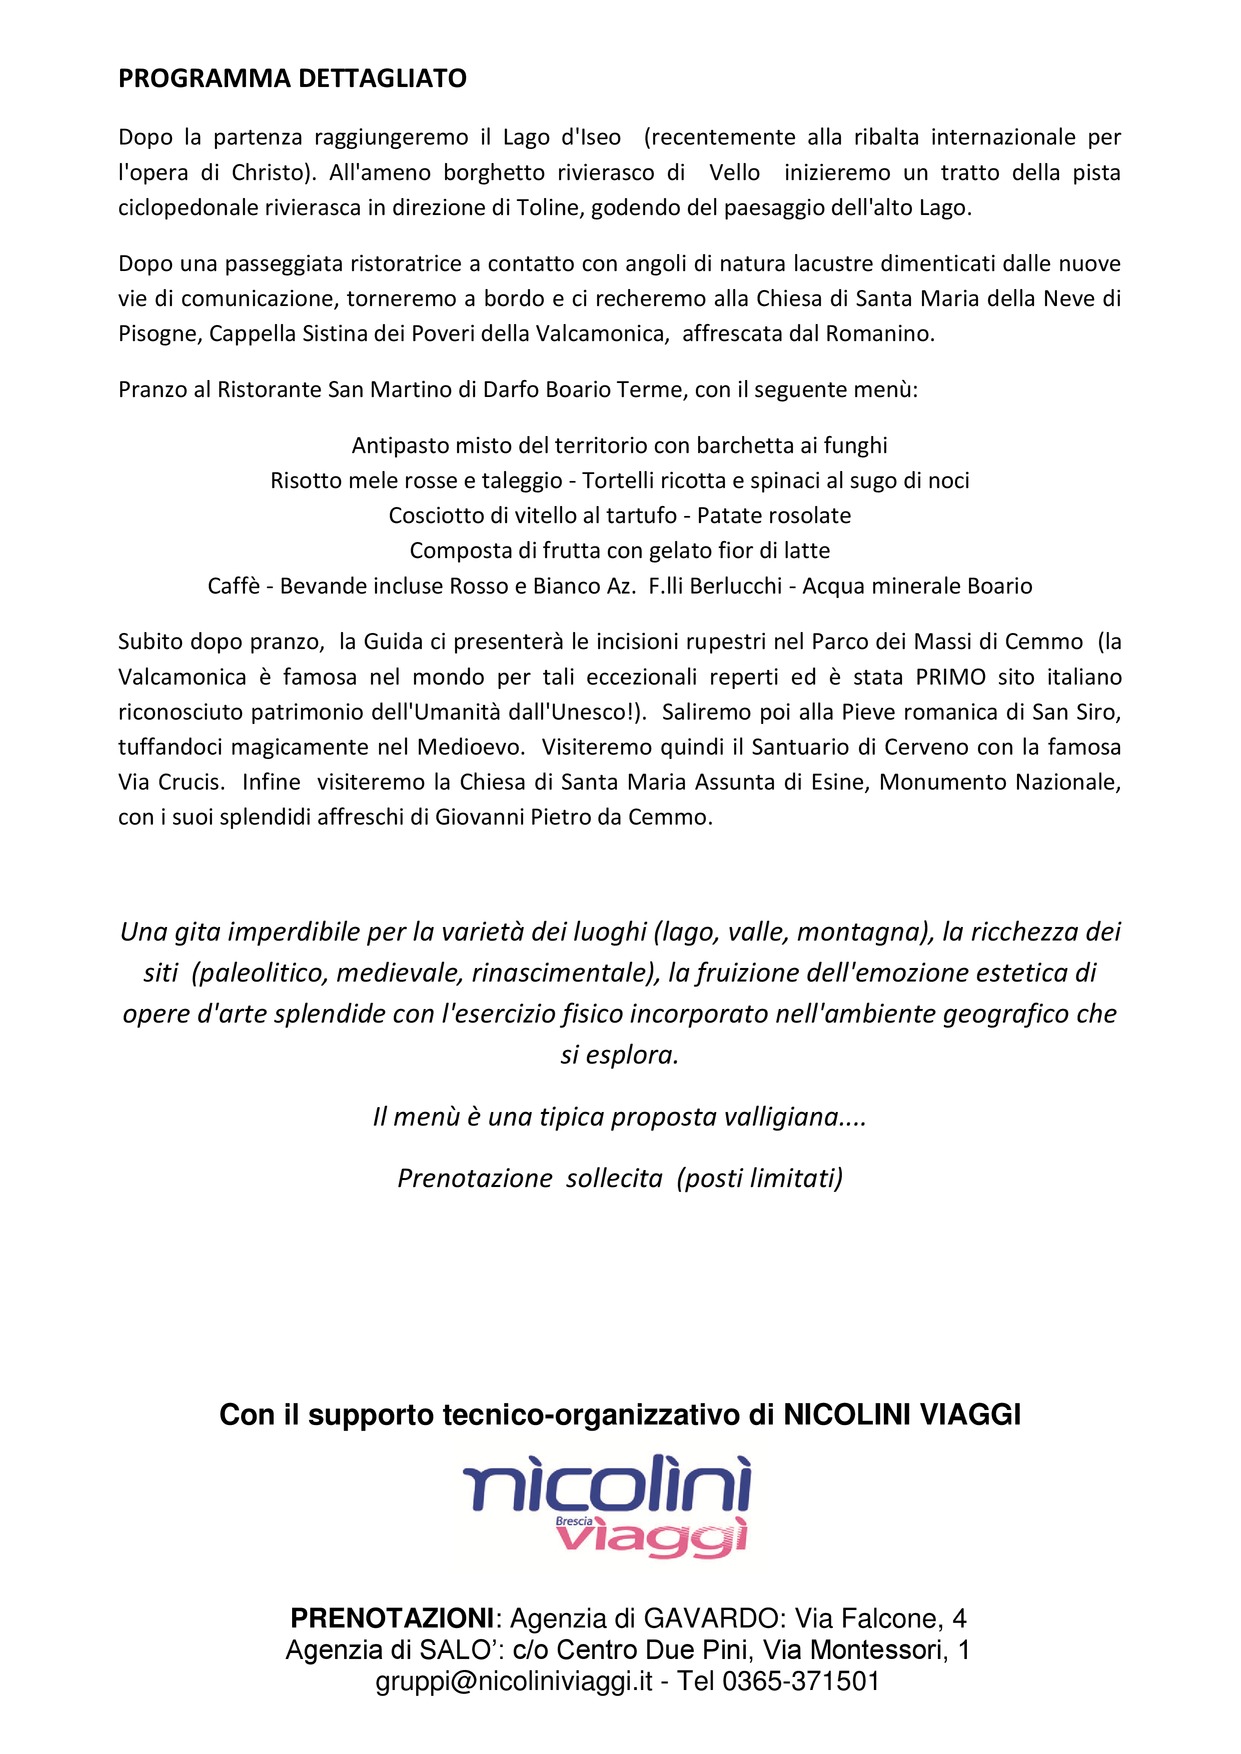 PROGRAMMA DETTAGLIATO
Dopo la partenza raggiungeremo il Lago d'Iseo (recentemente alla ribalta internazionale per
l'opera di Christo). All'ameno borghetto rivierasco di Vello inizieremo un tratto della pista
ciclopedonale rivierasca in direzione di Toline, godendo del paesaggio dell'alto Lago.
Dopo una passeggiata ristoratrice a contatto con angoli di natura lacustre dimenticati dalle nuove
vie di comunicazione, torneremo a bordo e ci recheremo alla Chiesa di Santa Maria della Neve di
Pisogne, Cappella Sistina dei Poveri della Valcamonica, affrescata dal Romanino.
Pranzo al Ristorante San Martino di Darfo Boario Terme, con il seguente menù:
Antipasto misto del territorio con barchetta ai funghi
Risotto mele rosse e taleggio - Tortelli ricotta e spinaci al sugo di noci
Cosciotto di vitello al tartufo - Patate rosolate
Composta di frutta con gelato fior di latte
Caffè - Bevande incluse Rosso e Bianco Az. F.lli Berlucchi - Acqua minerale Boario
Subito dopo pranzo, la Guida ci presenterà le incisioni rupestri nel Parco dei Massi di Cemmo (la
Valcamonica è famosa nel mondo per tali eccezionali reperti ed è stata PRIMO sito italiano
riconosciuto patrimonio dell'Umanità dall'Unesco!). Saliremo poi alla Pieve romanica di San Siro,
tuffandoci magicamente nel Medioevo. Visiteremo quindi il Santuario di Cerveno con la famosa
Via Crucis. Infine visiteremo la Chiesa di Santa Maria Assunta di Esine, Monumento Nazionale,
con i suoi splendidi affreschi di Giovanni Pietro da Cemmo.
Una gita imperdibile per la varietà dei luoghi (lago, valle, montagna), la ricchezza dei
siti (paleolitico, medievale, rinascimentale), la fruizione dell'emozione estetica di
opere d'arte splendide con l'esercizio fisico incorporato nell'ambiente geografico che
si esplora.
Il menù è una tipica proposta valligiana....
Prenotazione sollecita (posti limitati)
Con il supporto tecnico-organizzativo di NICOLINI VIAGGI
nìcolìnì
Brescia
vìaggì
PRENOTAZIONI: Agenzia di GAVARDO: Via Falcone, 4
Agenzia di SALO’: c/o Centro Due Pini, Via Montessori, 1
gruppi@nicoliniviaggi.it - Tel 0365-371501